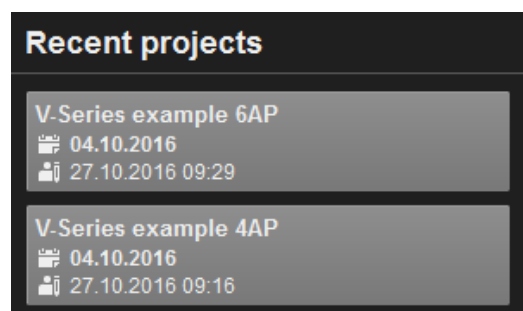 Recent projects
V-Series example 6AP
04.10.2016
27.10.2016 09:29
V-Series example 4AP
04.10.2016
27.10.2016 09:16